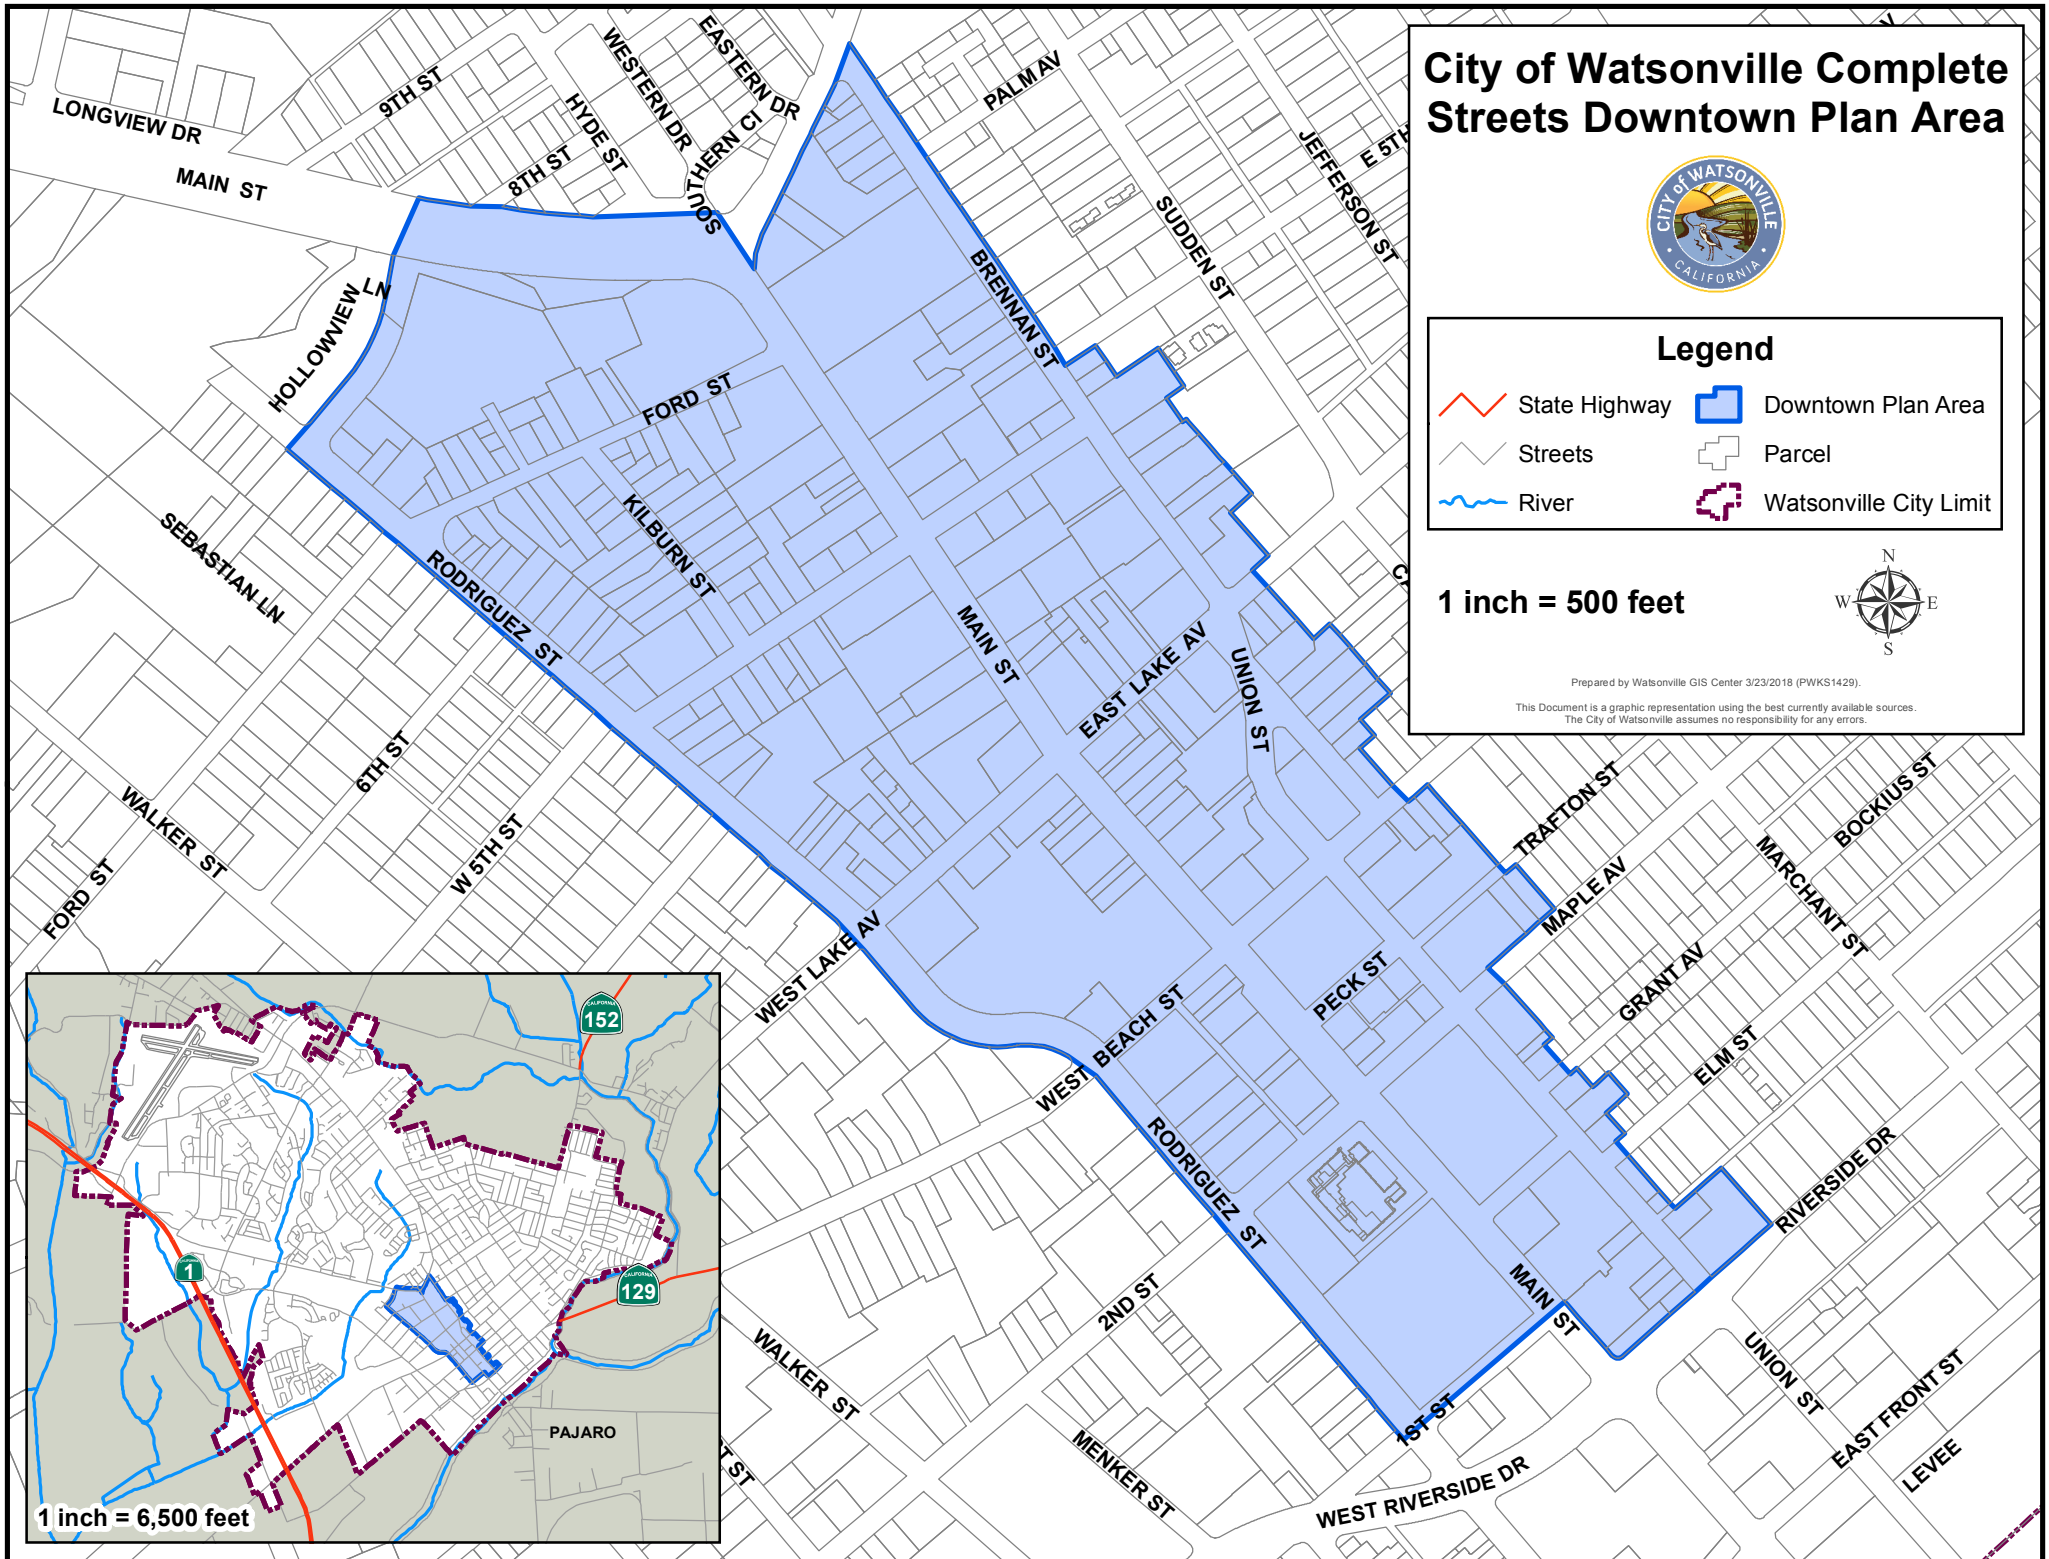 City of Watsonville Complete
Streets Downtown Plan Area
CITY of WATSONVILLE
• CALIFORNIA •
Legend
State Highway
Downtown Plan Area
Streets
Parcel
River
Watsonville City Limit
1 inch = 500 feet
N
W
E
S
Prepared by Watsonville GIS Center 3/23/2018 (PWKS1429).
This Document is a graphic representation using the best currently available sources.
The City of Watsonville assumes no responsibility for any errors.
LONGVIEW DR
MAIN ST
9TH ST
8TH ST
HYDE ST
WESTERN DR
EASTERN DR
SOUTHERN CI
PALM AV
JEFFERSON ST
E 5TH
SUDDEN ST
BRENNAN ST
HOLLOWVIEW LN
FORD ST
KILBURN ST
SEBASTIAN LN
RODRIGUEZ ST
MAIN ST
EAST LAKE AV
UNION ST
6TH ST
WALKER ST
W 5TH ST
FORD ST
WEST LAKE AV
WEST BEACH ST
PECK ST
TRAFTON ST
MAPLE AV
BOCKIUS ST
MARCHANT ST
GRANT AV
ELM ST
RIVERSIDE DR
RODRIGUEZ ST
MAIN ST
2ND ST
WALKER ST
MENKER ST
1ST ST
WEST RIVERSIDE DR
UNION ST
EAST FRONT ST
LEVEE
CALIFORNIA
152
1
CALIFORNIA
129
PAJARO
1 inch = 6,500 feet